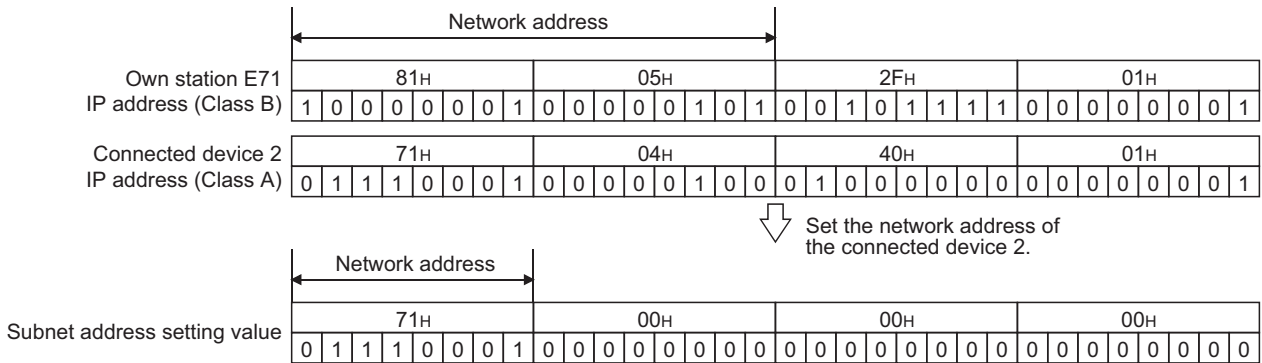 Network address
Own station E71
IP address (Class B)
81H 05H 2FH 01H
1 0 0 0 0 0 0 1 0 0 0 0 0 1 0 1 0 0 1 0 1 1 1 1 0 0 0 0 0 0 0 1
Connected device 2
IP address (Class A)
71H 04H 40H 01H
0 1 1 1 0 0 0 1 0 0 0 0 0 1 0 0 0 1 0 0 0 0 0 0 0 0 0 0 0 0 0 1
Set the network address of
the connected device 2.
Network address
Subnet address setting value
71H 00H 00H 00H
0 1 1 1 0 0 0 1 0 0 0 0 0 0 0 0 0 0 0 0 0 0 0 0 0 0 0 0 0 0 0 0